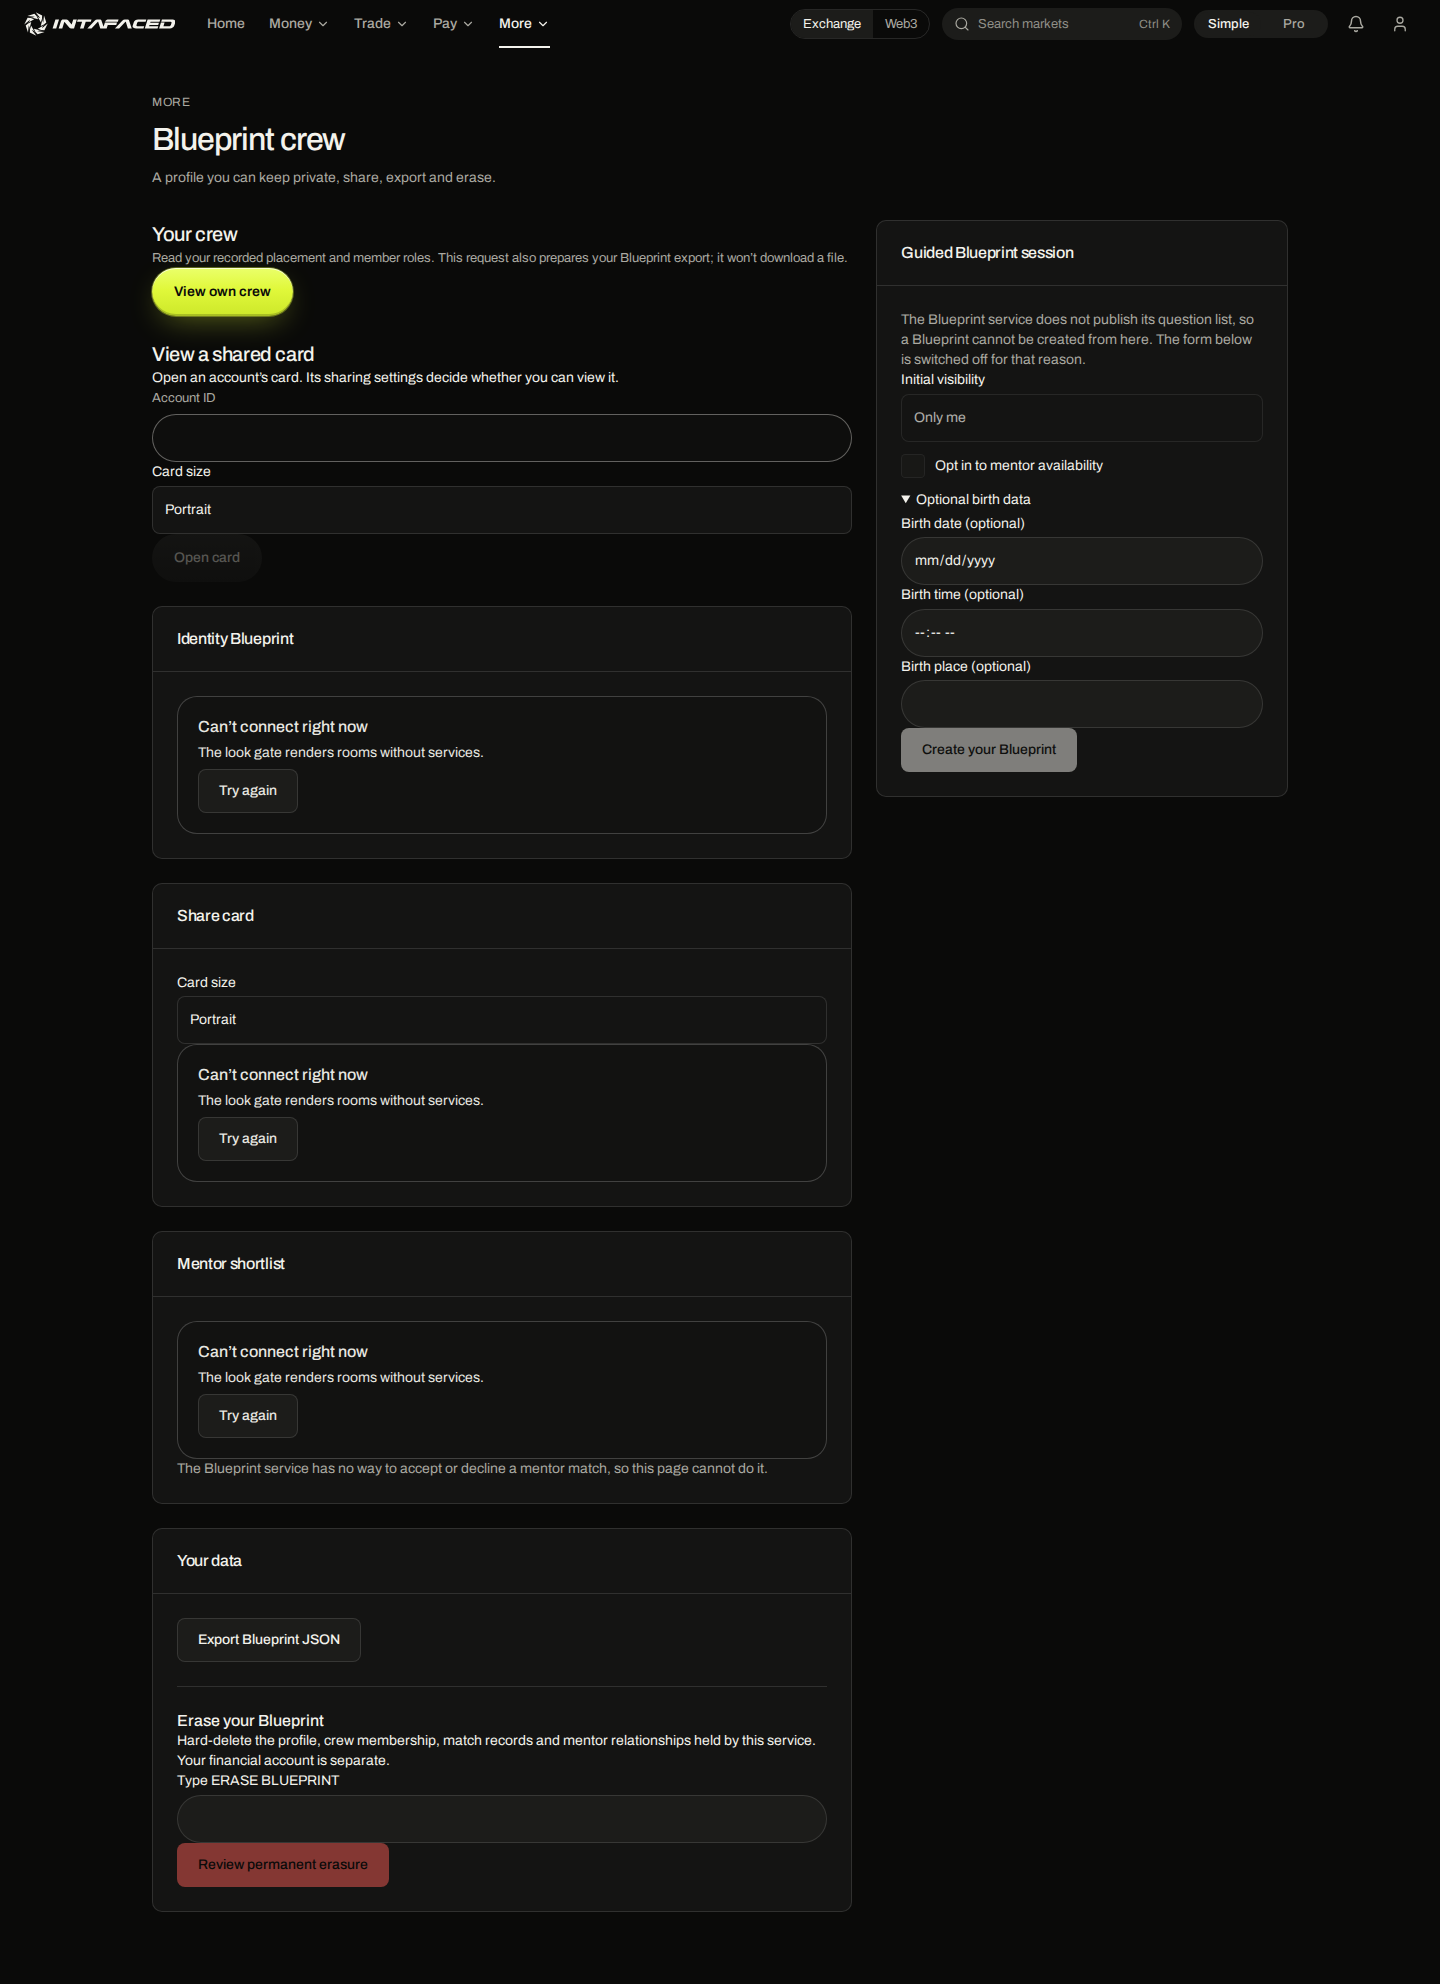 INTAFACED
Home
Money
Trade
Pay
More
Exchange
Web3
Search markets
Ctrl K
Simple
Pro
MORE
Blueprint crew
A profile you can keep private, share, export and erase.
Your crew
Read your recorded placement and member roles. This request also prepares your Blueprint export; it won’t download a file.
View own crew
View a shared card
Open an account’s card. Its sharing settings decide whether you can view it.
Account ID
Card size
Portrait
Open card
Identity Blueprint
Can’t connect right now
The look gate renders rooms without services.
Try again
Share card
Card size
Portrait
Can’t connect right now
The look gate renders rooms without services.
Try again
Mentor shortlist
Can’t connect right now
The look gate renders rooms without services.
Try again
The Blueprint service has no way to accept or decline a mentor match, so this page cannot do it.
Your data
Export Blueprint JSON
Erase your Blueprint
Hard-delete the profile, crew membership, match records and mentor relationships held by this service.
Your financial account is separate.
Type ERASE BLUEPRINT
Review permanent erasure
Guided Blueprint session
The Blueprint service does not publish its question list, so
a Blueprint cannot be created from here. The form below
is switched off for that reason.
Initial visibility
Only me
Opt in to mentor availability
Optional birth data
Birth date (optional)
mm/dd/yyyy
Birth time (optional)
--:-- --
Birth place (optional)
Create your Blueprint